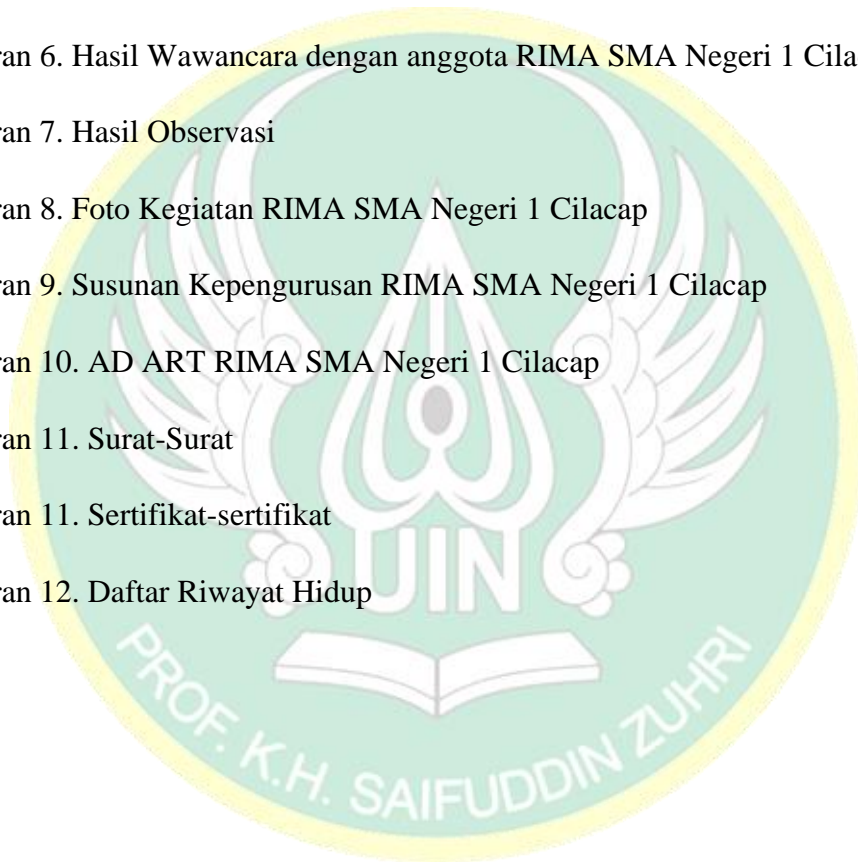 ran 6. Hasil Wawancara dengan anggota RIMA SMA Negeri 1 Cila
ran 7. Hasil Observasi
ran 8. Foto Kegiatan RIMA SMA Negeri 1 Cilacap
ran 9. Susunan Kepengurusan RIMA SMA Negeri 1 Cilacap
ran 10. AD ART RIMA SMA Negeri 1 Cilacap
ran 11. Surat-Surat
ran 11. Sertifikat-sertifikat
ran 12. Daftar Riwayat Hidup
UIN
PROF. K.H. SAIFUDDIN ZUHRI